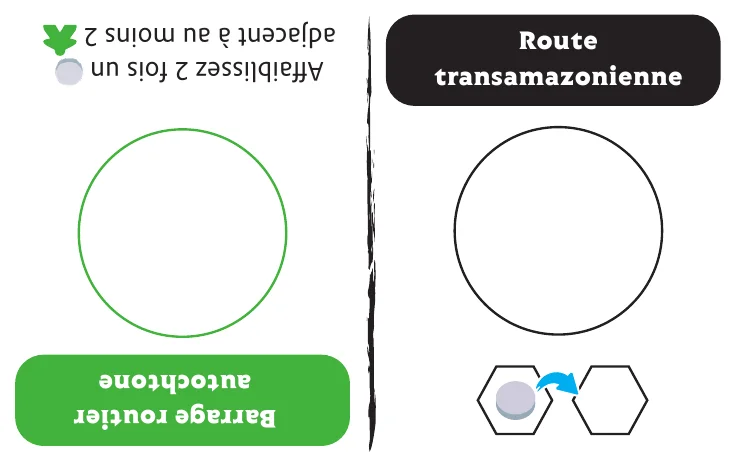 Barrage routier
autochtone
Affaiblissez 2 fois un
adjacent à au moins 2
Route
transamazonienne